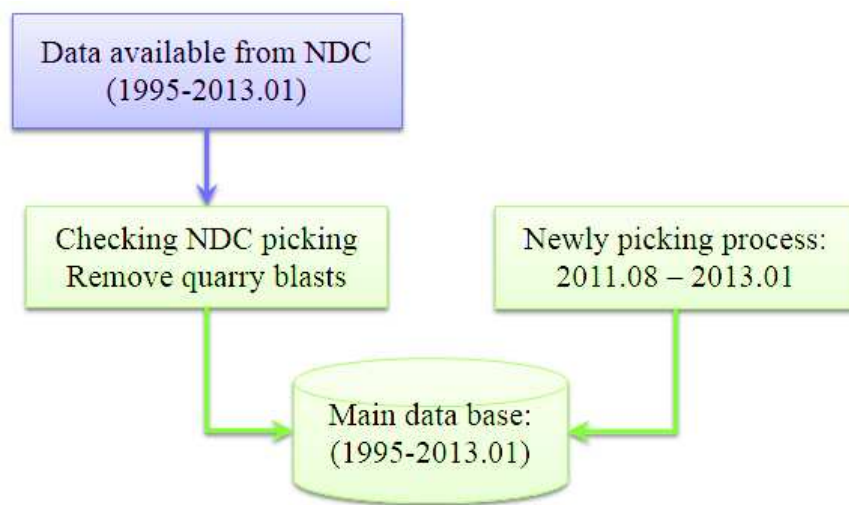 Data available from NDC
(1995-2013.01)
Checking NDC picking
Remove quarry blasts
Newly picking process:
2011.08 – 2013.01
Main data base:
(1995-2013.01)